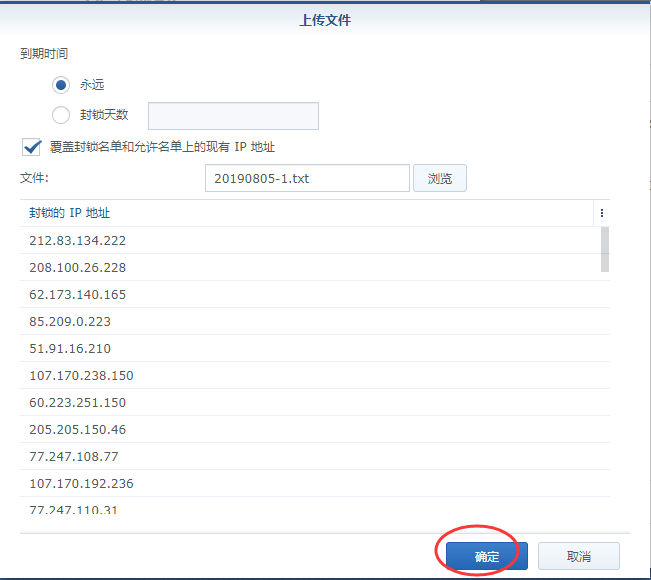 上传文件
到期时间
永远
封锁天数
覆盖封锁名单和允许名单上的现有 IP 地址
文件: 20190805-1.txt 浏览
封锁的 IP 地址
212.83.134.222
208.100.26.228
62.173.140.165
85.209.0.223
51.91.16.210
107.170.238.150
60.223.251.150
205.205.150.46
77.247.108.77
107.170.192.236
77.247.110.31
确定 取消